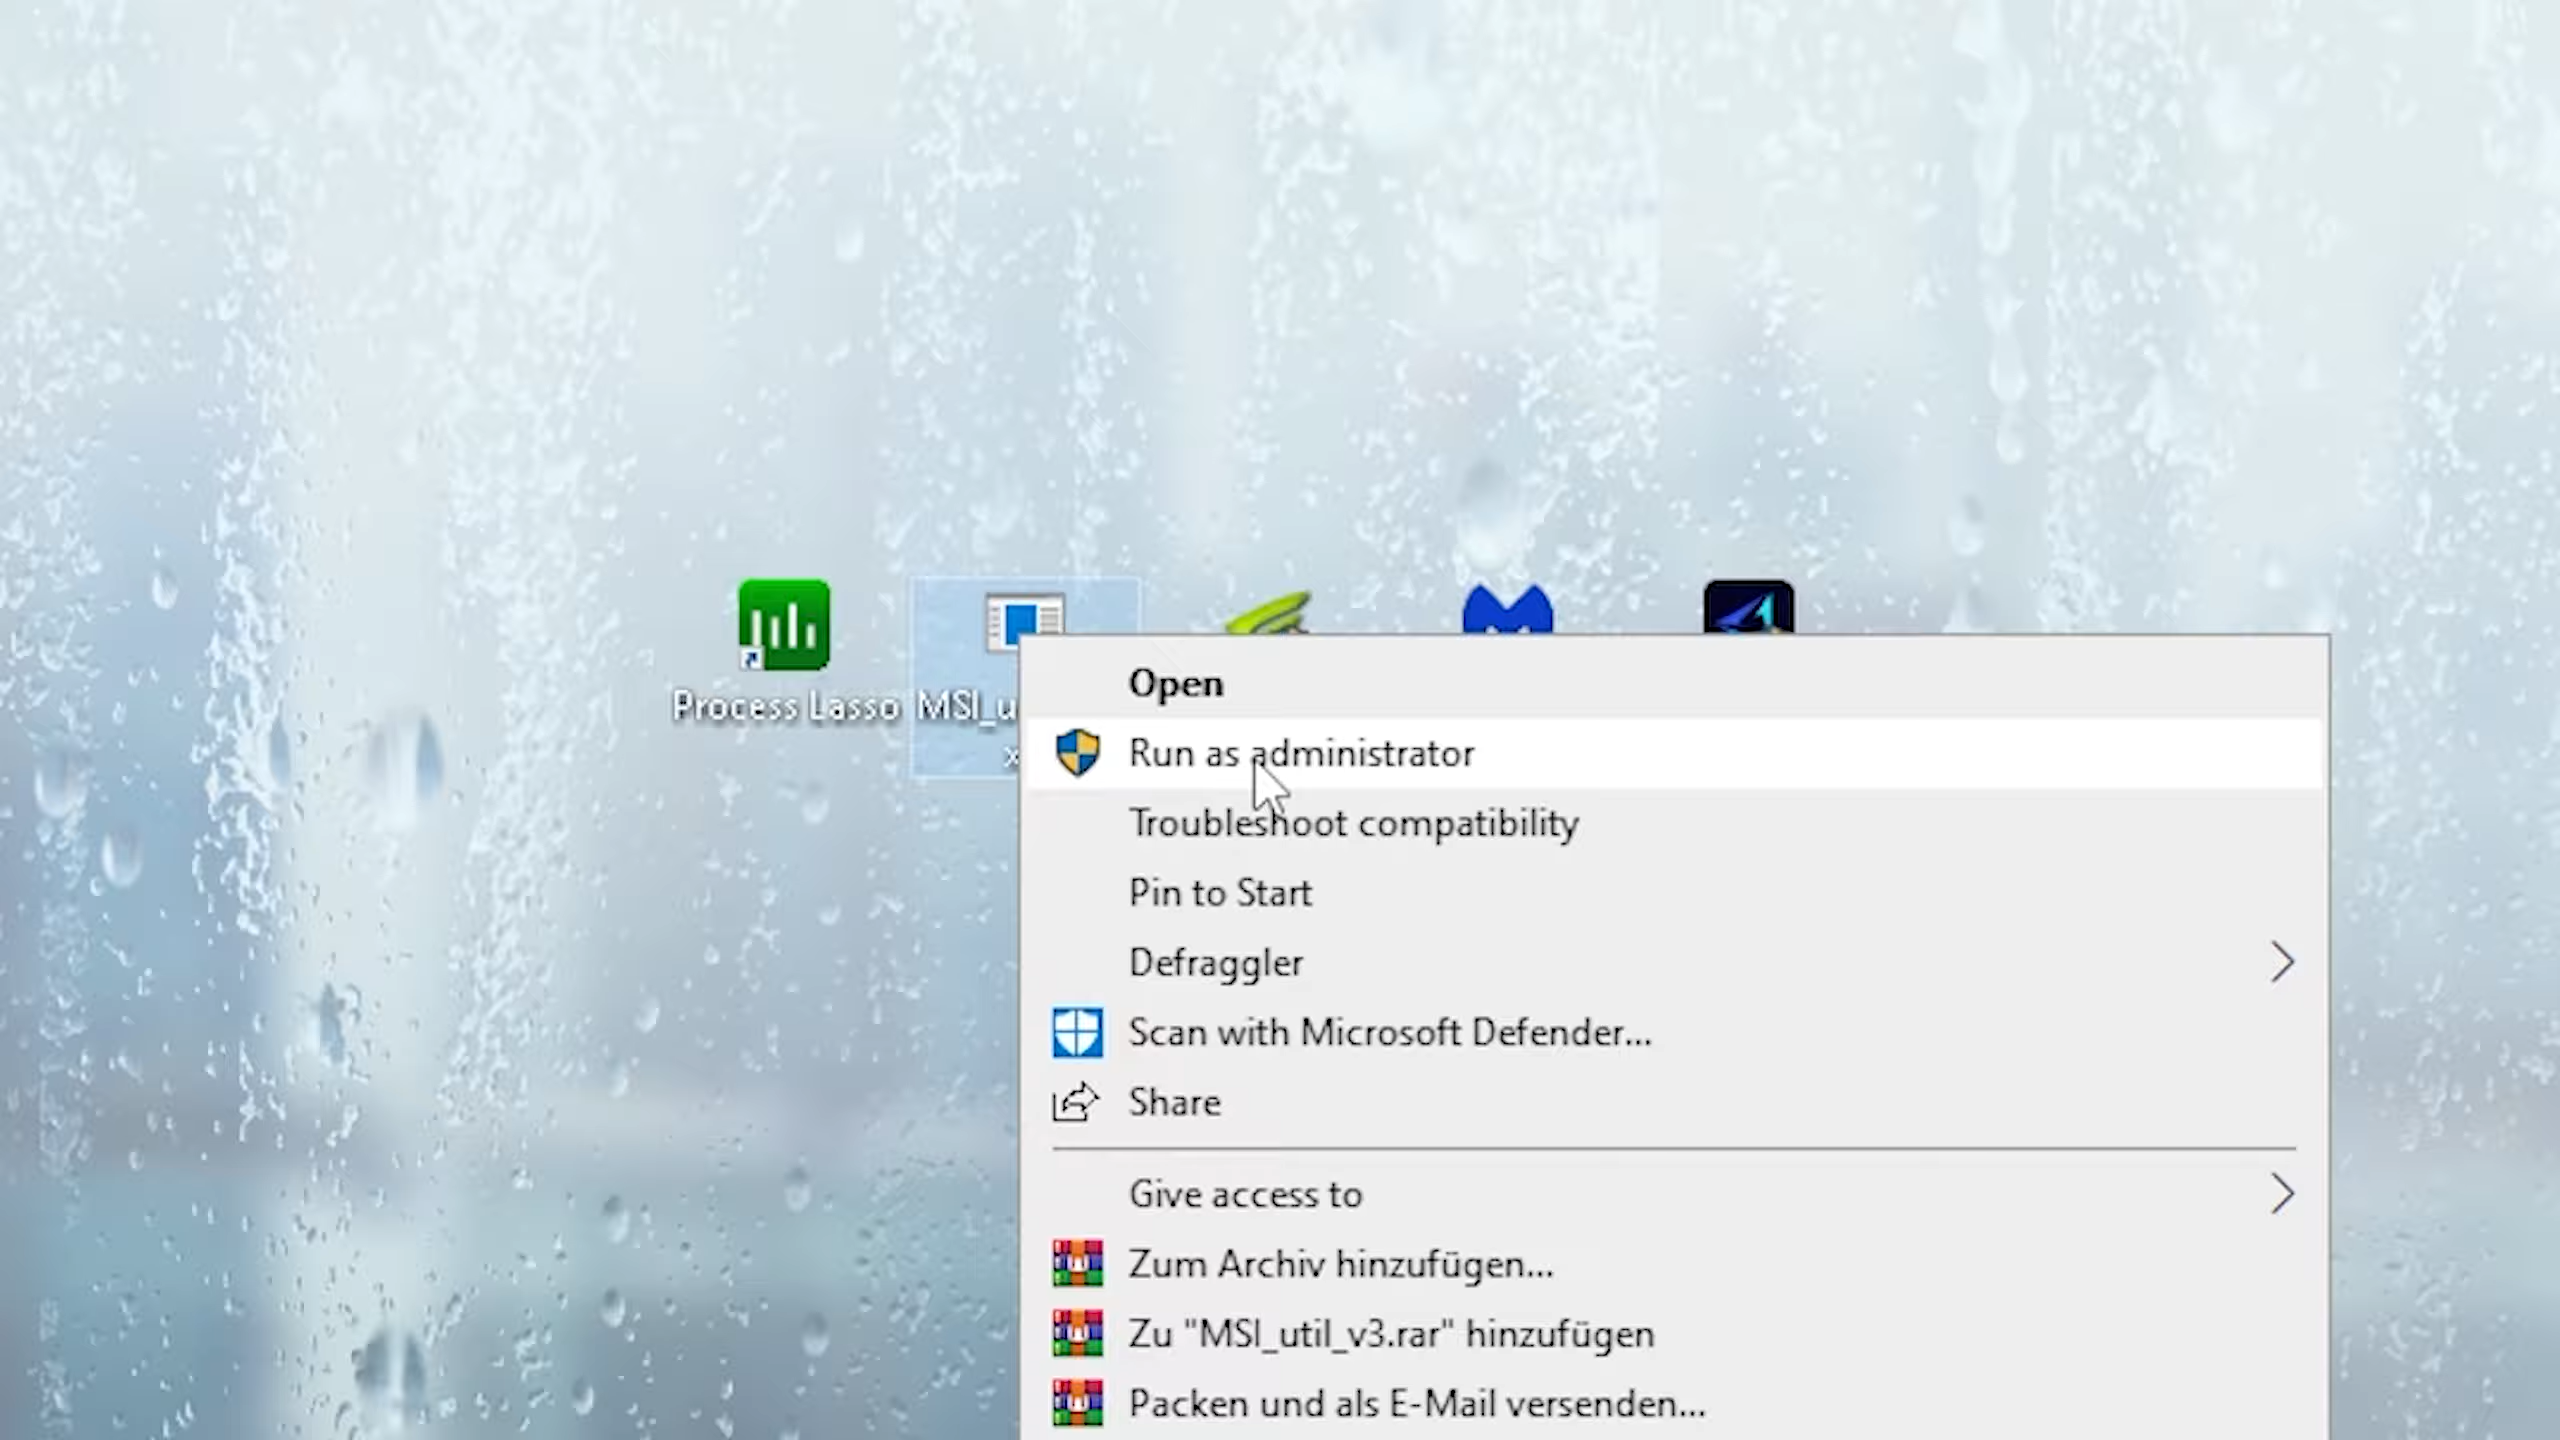 Process Lasso
MSI_u
x
Open
Run as administrator
Troubleshoot compatibility
Pin to Start
Defraggler
Scan with Microsoft Defender...
Share
Give access to
Zum Archiv hinzufügen...
Zu "MSI_util_v3.rar" hinzufügen
Packen und als E-Mail versenden...